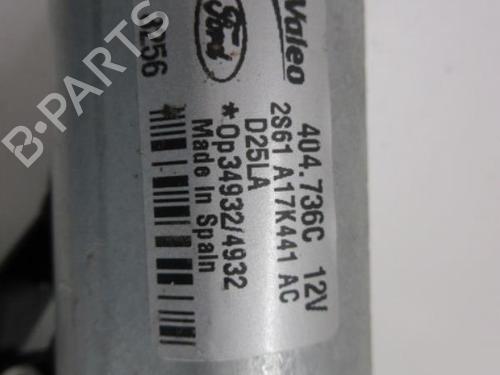 Valeo
Ford
404.736C 12V
2S61 A17K441 AC
D25LA
*Op34932/4932
Made in Spain
B-PARTS